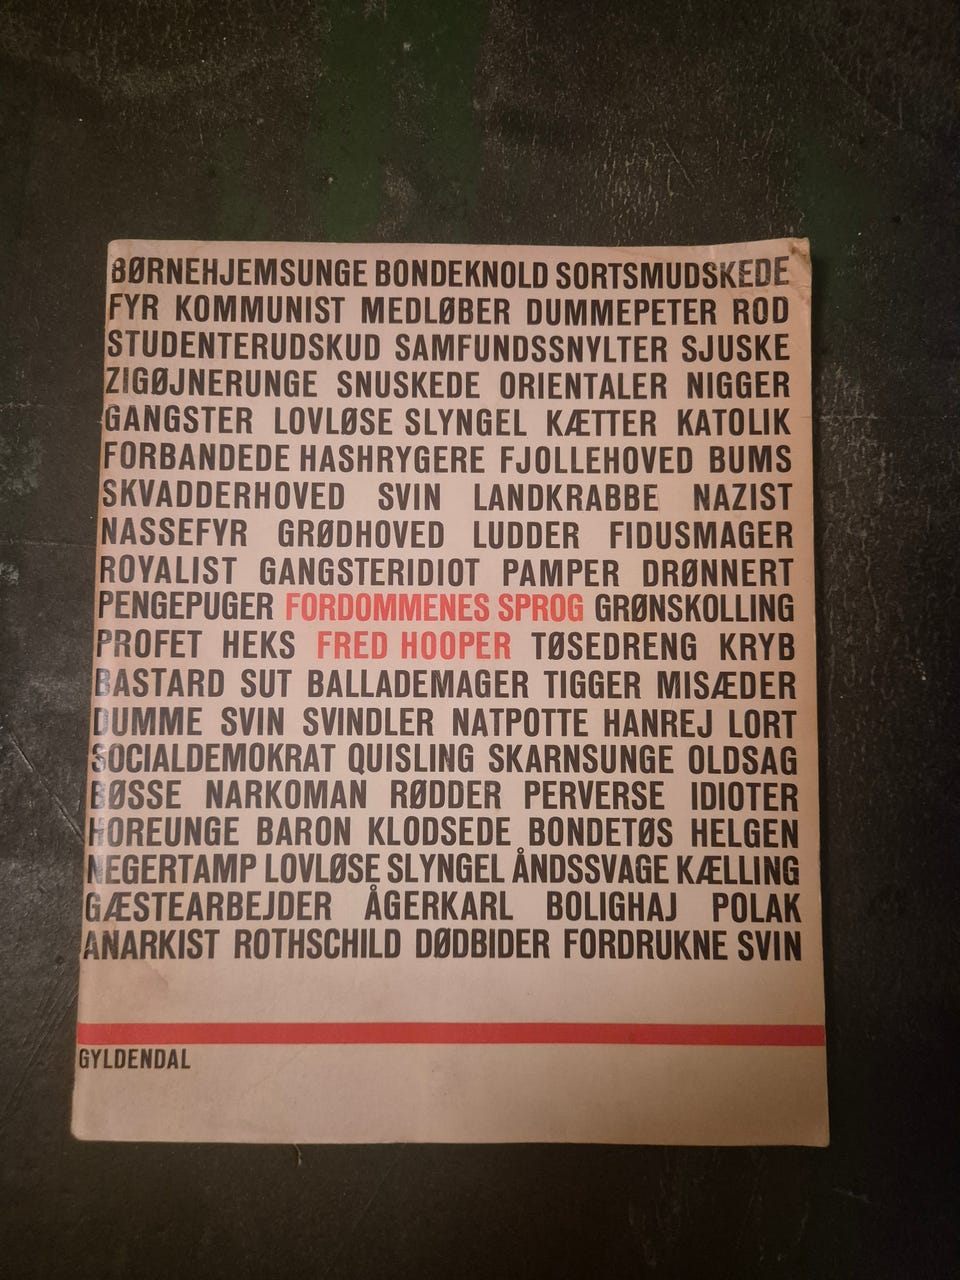 BØRNEHJEMSUNGE BONDEKNOLD SORTSMUDSKEDE
FYR KOMMUNIST MEDLØBER DUMMEPETER ROD
STUDENTERUDSKUD SAMFUNDSSNYLTER SJUSKE
ZIGØJNERUNGE SNUSKEDE ORIENTALER NIGGER
GANGSTER LOVLØSE SLYNGEL KÆTTER KATOLIK
FORBANDEDE HASHRYGERE FJOLLEHOVED BUMS
SKVADDERHOVED SVIN LANDKRABBE NAZIST
NASSEFYR GRØDHOVED LUDDER FIDUSMAGER
ROYALIST GANGSTERIDIOT PAMPER DRØNNERT
PENGEPUGER FORDOMMENES SPROG GRØNSKOLLING
PROFET HEKS FRED HOOPER TØSEDRENG KRYB
BASTARD SUT BALLADEMAGER TIGGER MISÆDER
DUMME SVIN SVINDLER NATPOTTE HANREJ LORT
SOCIALDEMOKRAT QUISLING SKARNSUNGE OLDSAG
BØSSE NARKOMAN RØDDER PERVERSE IDIOTER
HOREUNGE BARON KLODSEDE BONDETØS HELGEN
NEGERTAMP LOVLØSE SLYNGEL ÅNDSSVAGE KÆLLING
GÆSTEARBEJDER ÅGERKARL BOLIGHAJ POLAK
ANARKIST ROTHSCHILD DØDBIDER FORDRUKNE SVIN
GYLDENDAL